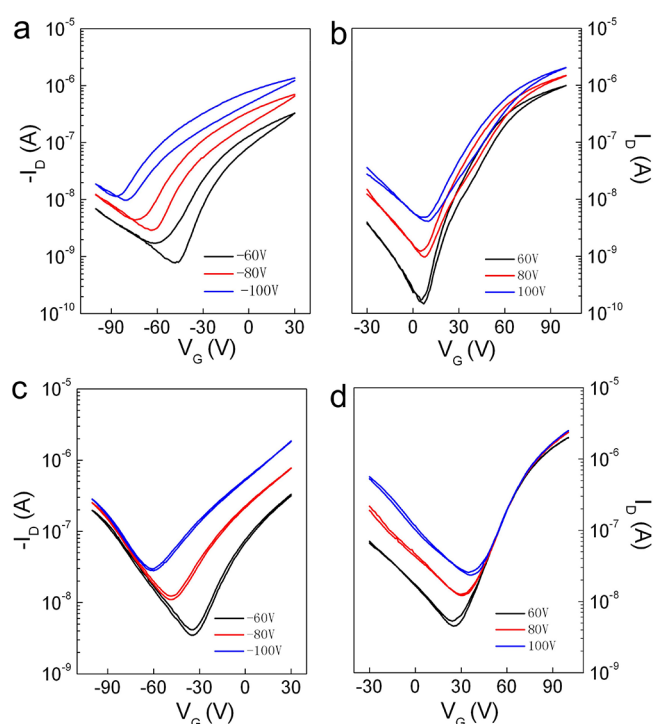 a
-I_D (A)
10^-5
10^-6
10^-7
10^-8
10^-9
10^-10
-60V
-80V
-100V
-90 -60 -30 0 30
V_G (V)
b
I_D (A)
10^-5
10^-6
10^-7
10^-8
10^-9
10^-10
60V
80V
100V
-30 0 30 60 90
V_G (V)
c
-I_D (A)
10^-5
10^-6
10^-7
10^-8
10^-9
-60V
-80V
-100V
-90 -60 -30 0 30
V_G (V)
d
I_D (A)
10^-5
10^-6
10^-7
10^-8
10^-9
60V
80V
100V
-30 0 30 60 90
V_G (V)